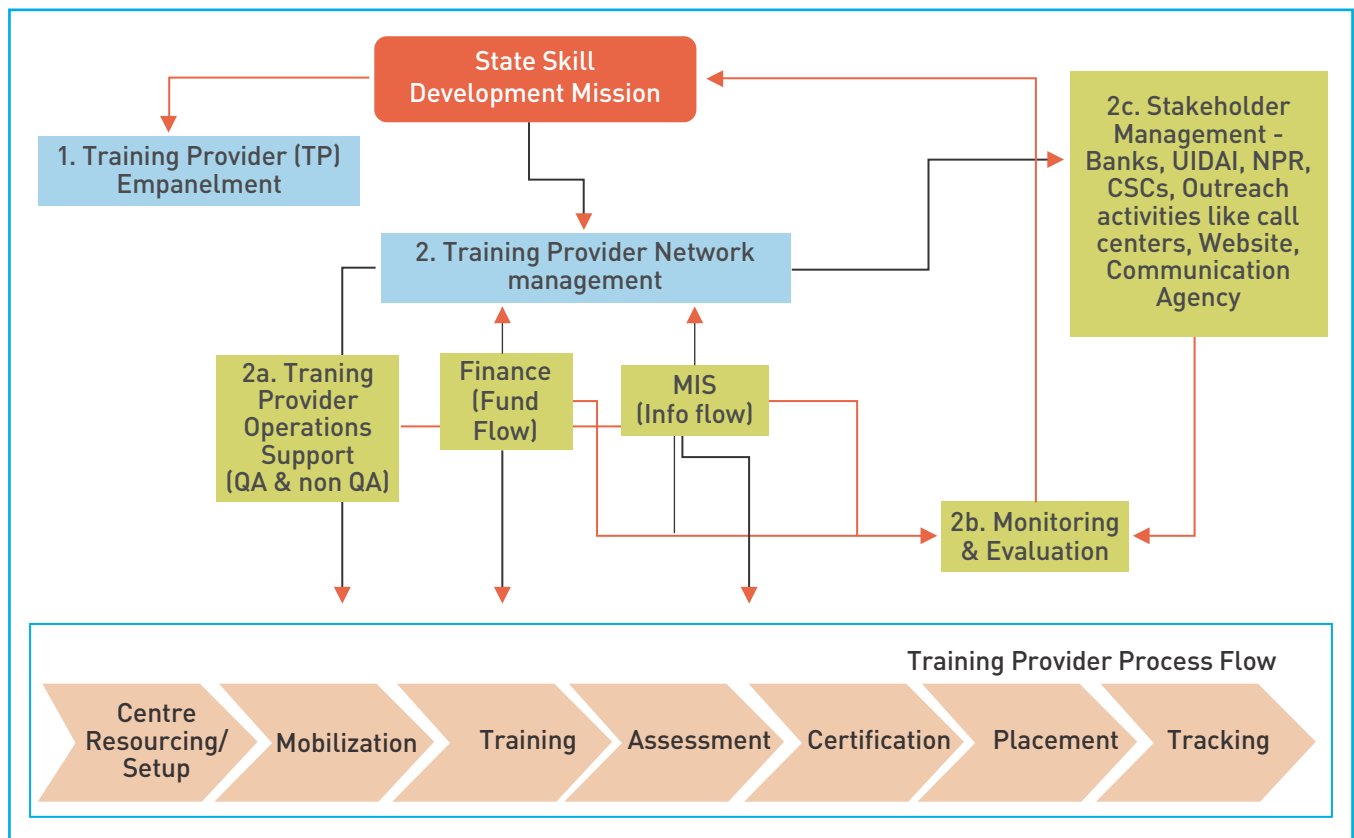 State Skill
Development Mission
1. Training Provider (TP)
Empanelment
2c. Stakeholder
Management -
Banks, UIDAI, NPR,
CSCs, Outreach
activities like call
centers, Website,
Communication
Agency
2. Training Provider Network
management
2a. Traning
Provider
Operations
Support
(QA & non QA)
Finance
(Fund
Flow)
MIS
(Info flow)
2b. Monitoring
& Evaluation
Training Provider Process Flow
Centre
Resourcing/
Setup
Mobilization
Training
Assessment
Certification
Placement
Tracking